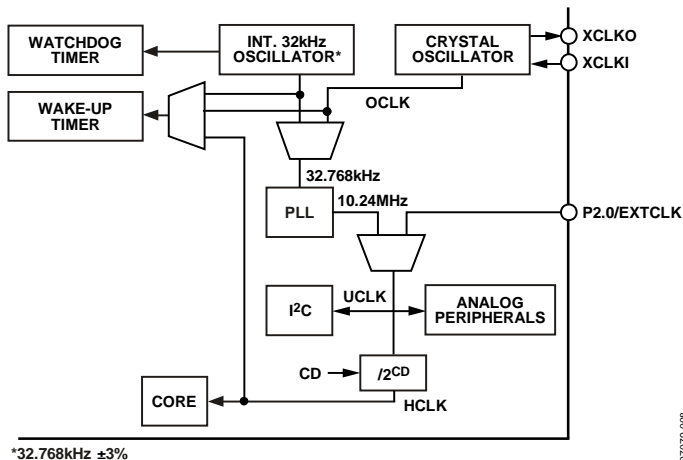 WATCHDOG
TIMER
INT. 32kHz
OSCILLATOR*
CRYSTAL
OSCILLATOR
XCLKO
XCLKI
WAKE-UP
TIMER
OCLK
32.768kHz
PLL
10.24MHz
P2.0/EXTCLK
I²C
UCLK
ANALOG
PERIPHERALS
CD
/2ᶜᴰ
CORE
HCLK
*32.768kHz ±3%